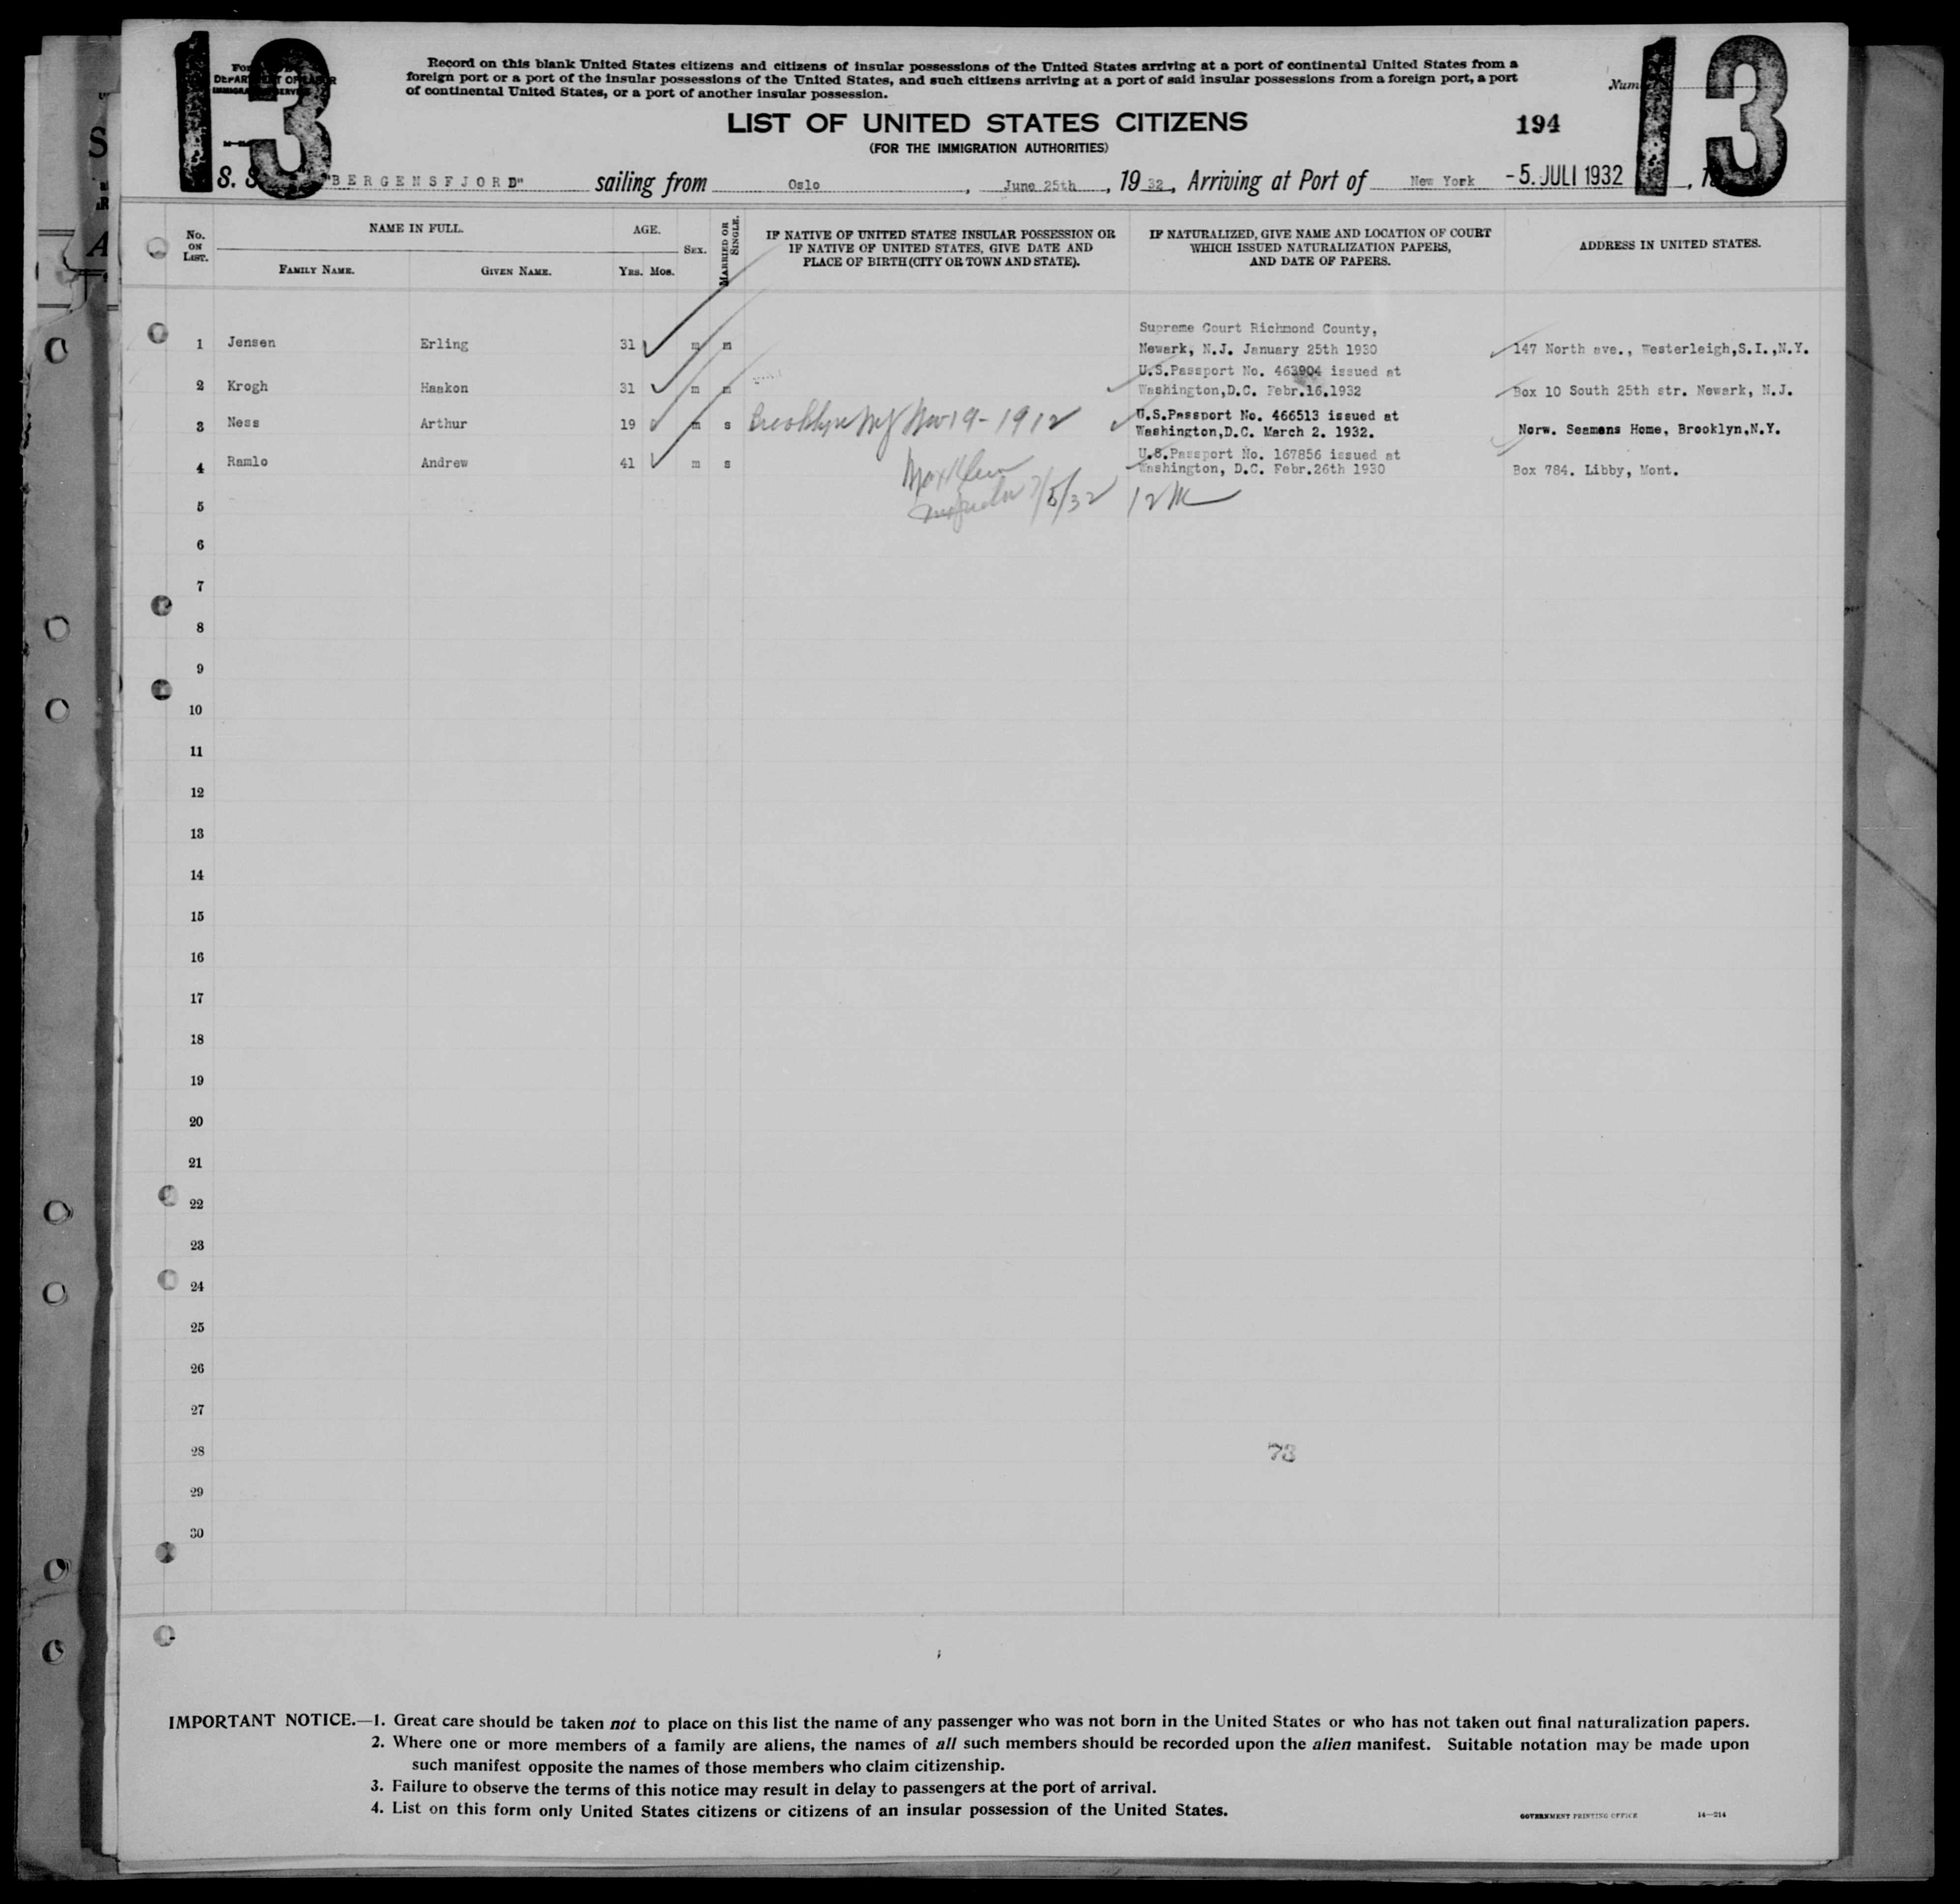 13
13
Record on this blank United States citizens and citizens of insular possessions of the United States arriving at a port of continental United States from a
foreign port or a port of the insular possessions of the United States, and such citizens arriving at a port of said insular possessions from a foreign port, a port
of continental United States, or a port of another insular possession.
LIST OF UNITED STATES CITIZENS
194
(FOR THE IMMIGRATION AUTHORITIES)
S. S. "BERGENSFJORD" sailing from Oslo, June 25th, 1932, Arriving at Port of New York -5. JULI 1932
No. ON LIST.
NAME IN FULL.
FAMILY NAME.
GIVEN NAME.
AGE.
YRS. MOS.
SEX.
MARRIED OR SINGLE.
IF NATIVE OF UNITED STATES INSULAR POSSESSION OR
IF NATIVE OF UNITED STATES, GIVE DATE AND
PLACE OF BIRTH (CITY OR TOWN AND STATE).
IF NATURALIZED, GIVE NAME AND LOCATION OF COURT
WHICH ISSUED NATURALIZATION PAPERS,
AND DATE OF PAPERS.
ADDRESS IN UNITED STATES.
Supreme Court Richmond County,
1 Jensen Erling 31 m m Newark, N.J. January 25th 1930 147 North ave., Westerleigh,S.I.,N.Y.
U.S.Passport No. 463904 issued at
2 Krogh Haakon 31 m m Washington,D.C. Febr.16.1932 Box 10 South 25th str. Newark, N.J.
U.S.Passport No. 466513 issued at
3 Ness Arthur 19 m s Brooklyn NY Nov 19-1912 Washington,D.C. March 2. 1932. Norw. Seamens Home, Brooklyn,N.Y.
U.S.Passport No. 167856 issued at
4 Ramlo Andrew 41 m s Washington, D.C. Febr.26th 1930 Box 784. Libby, Mont.
7/5/32
5
6
7
8
9
10
11
12
13
14
15
16
17
18
19
20
21
22
23
24
25
26
27
28
73
29
30
IMPORTANT NOTICE.—1. Great care should be taken not to place on this list the name of any passenger who was not born in the United States or who has not taken out final naturalization papers.
2. Where one or more members of a family are aliens, the names of all such members should be recorded upon the alien manifest. Suitable notation may be made upon
such manifest opposite the names of those members who claim citizenship.
3. Failure to observe the terms of this notice may result in delay to passengers at the port of arrival.
4. List on this form only United States citizens or citizens of an insular possession of the United States.
GOVERNMENT PRINTING OFFICE 14—214